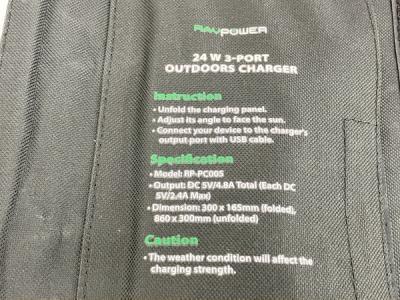 RAVPOWER
24 W 3-PORT
OUTDOORS CHARGER
Instruction
• Unfold the charging panel.
• Adjust its angle to face the sun.
• Connect your device to the charger's
output port with USB cable.
Specification
• Model: RP-PC005
• Output: DC 5V/4.8A Total (Each DC
5V/2.4A Max)
• Dimension: 300 x 165mm (folded),
860 x 300mm (unfolded)
Caution
• The weather condition will affect the
charging strength.